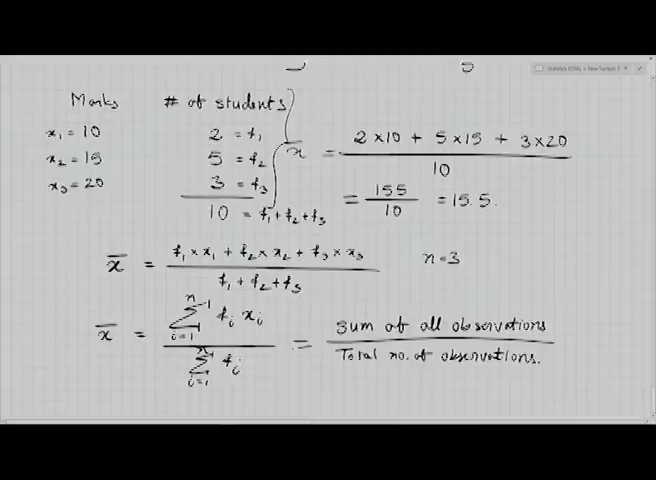 Marks # of students
x₁ = 10 2 = f₁
x₂ = 15 5 = f₂
x₃ = 20 3 = f₃
10 = f₁ + f₂ + f₃
x̄ = (2 × 10 + 5 × 15 + 3 × 20) / 10
= 155 / 10 = 15.5.
x̄ = (f₁ × x₁ + f₂ × x₂ + f₃ × x₃) / (f₁ + f₂ + f₃) n = 3
x̄ = Σ i=1 n fᵢ xᵢ / Σ i=1 n fᵢ = Sum of all observations / Total no. of observations.